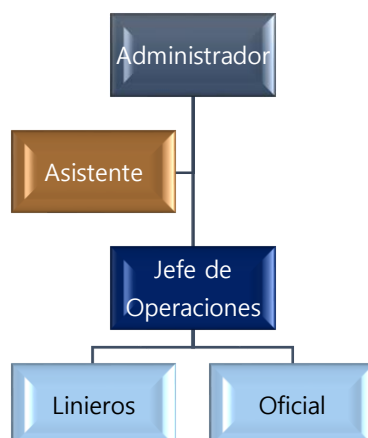 Administrador
Asistente
Jefe de
Operaciones
Linieros
Oficial